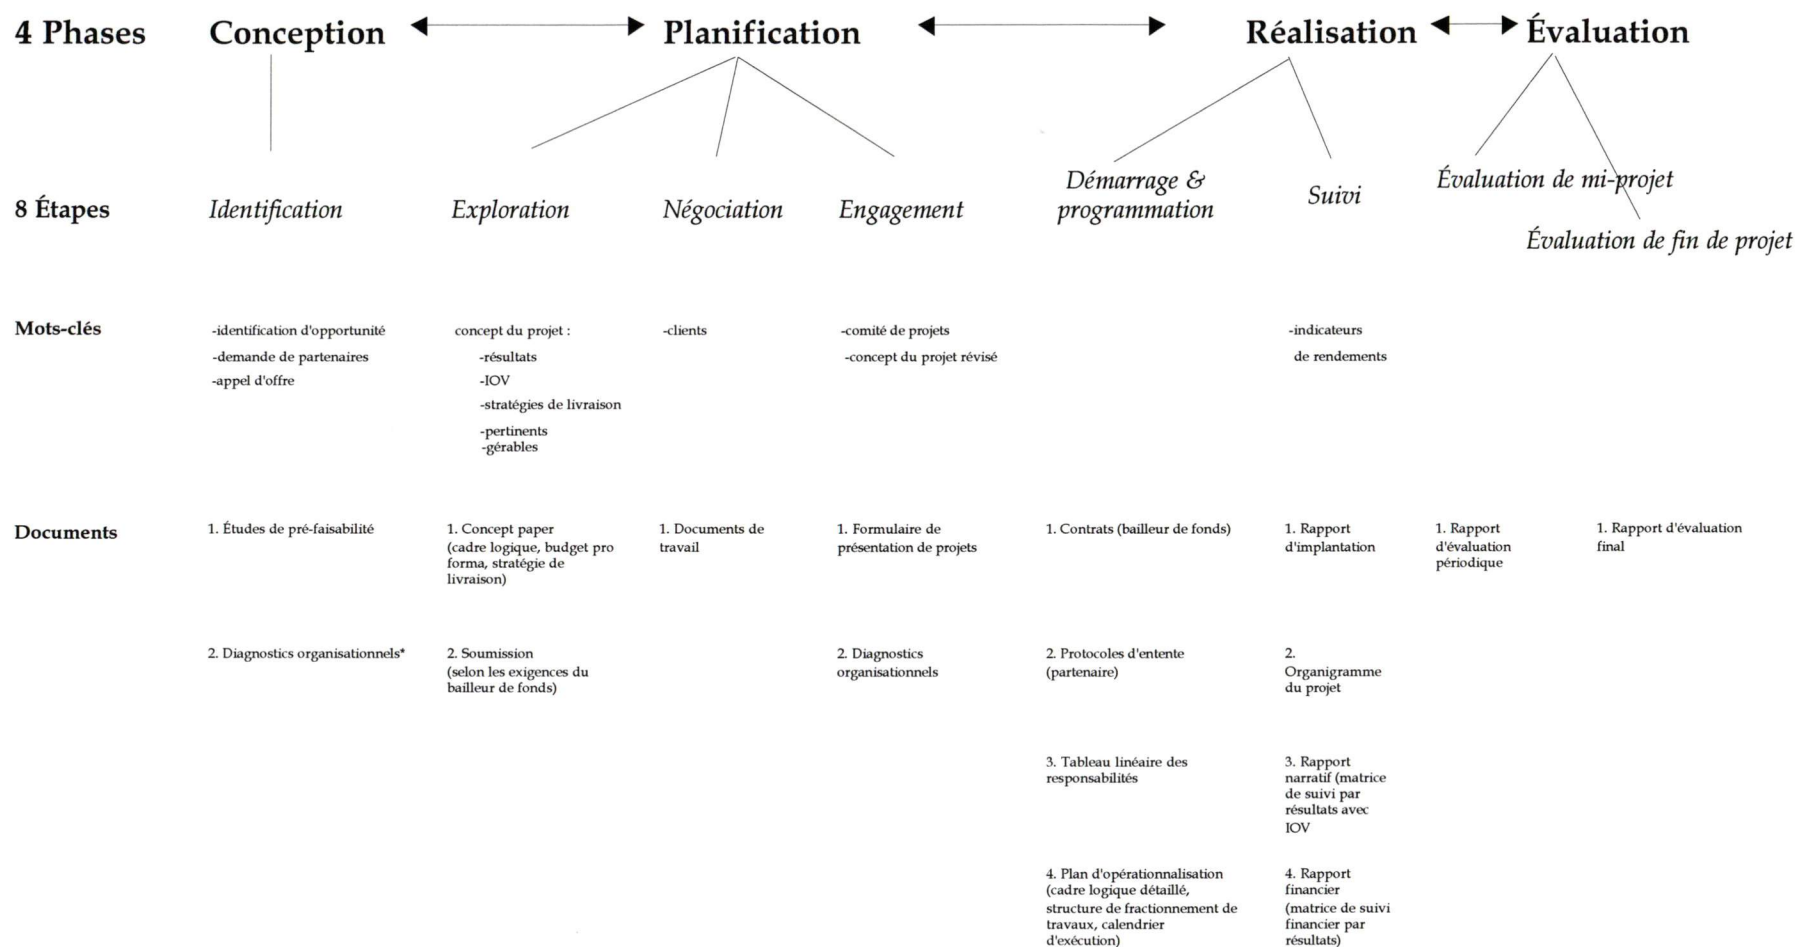 4 Phases Conception Planification Réalisation Évaluation
8 Étapes Identification Exploration Négociation Engagement Démarrage &
programmation Suivi Évaluation de mi-projet
Évaluation de fin de projet
Mots-clés
-identification d'opportunité
-demande de partenaires
-appel d'offre
concept du projet :
-résultats
-IOV
-stratégies de livraison
-pertinents
-gérables
-clients
-comité de projets
-concept du projet révisé
-indicateurs
de rendements
Documents
1. Études de pré-faisabilité
2. Diagnostics organisationnels*
1. Concept paper
(cadre logique, budget pro
forma, stratégie de
livraison)
2. Soumission
(selon les exigences du
bailleur de fonds)
1. Documents de
travail
1. Formulaire de
présentation de projets
2. Diagnostics
organisationnels
1. Contrats (bailleur de fonds)
2. Protocoles d'entente
(partenaire)
3. Tableau linéaire des
responsabilités
4. Plan d'opérationnalisation
(cadre logique détaillé,
structure de fractionnement de
travaux, calendrier
d'exécution)
1. Rapport
d'implantation
2.
Organigramme
du projet
3. Rapport
narratif (matrice
de suivi par
résultats avec
IOV
4. Rapport
financier
(matrice de suivi
financier par
résultats)
1. Rapport
d'évaluation
périodique
1. Rapport d'évaluation
final